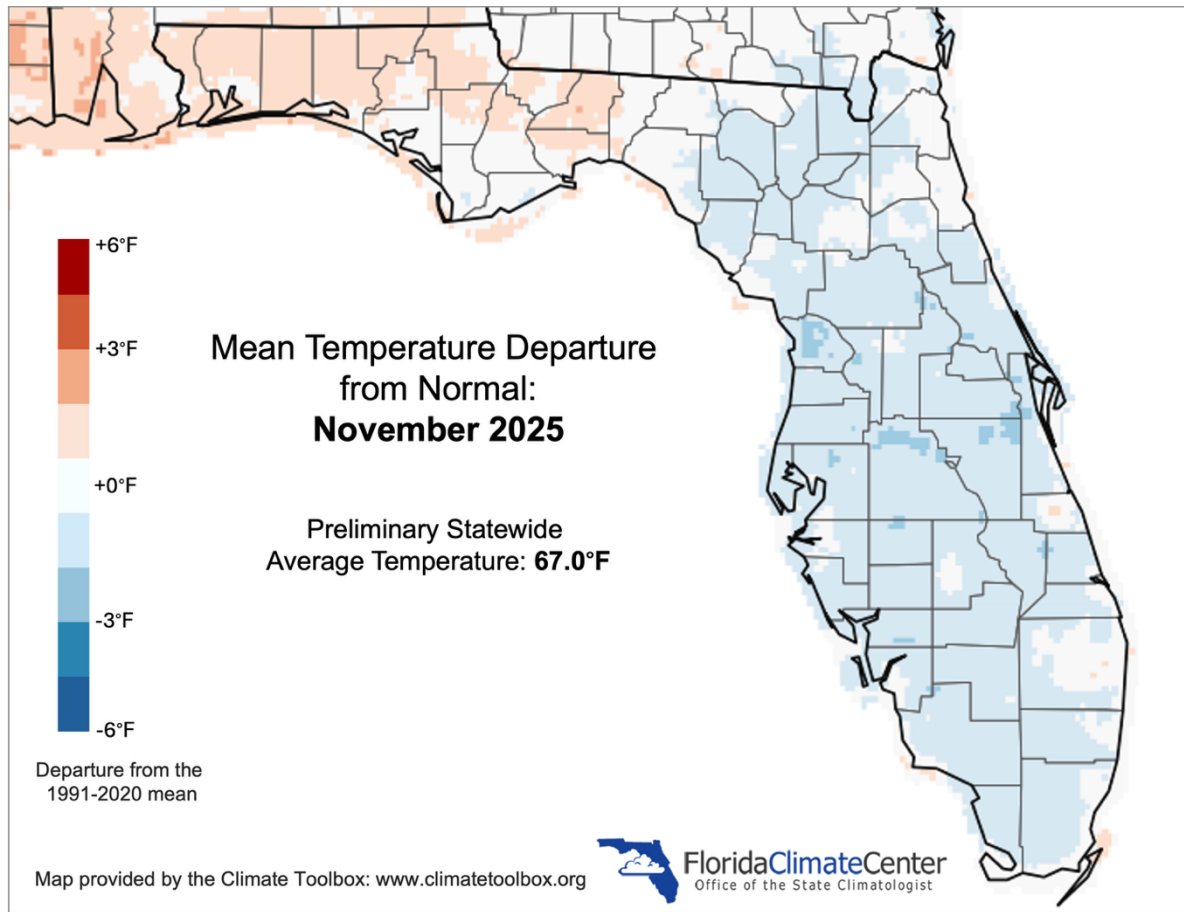 +6°F
+3°F
+0°F
-3°F
-6°F
Departure from the
1991-2020 mean
Mean Temperature Departure
from Normal:
November 2025
Preliminary Statewide
Average Temperature: 67.0°F
Map provided by the Climate Toolbox: www.climatetoolbox.org
FloridaClimateCenter
Office of the State Climatologist